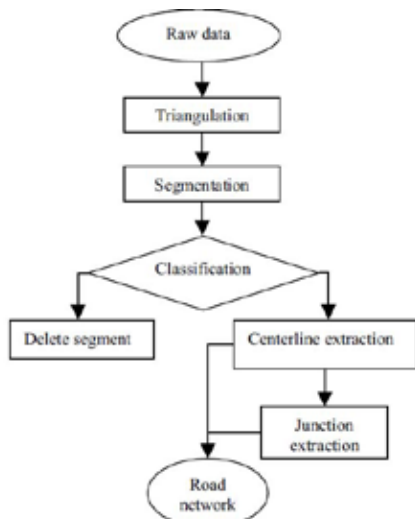 Raw data
Triangulation
Segmentation
Classification
Delete segment
Centerline extraction
Junction
extraction
Road
network